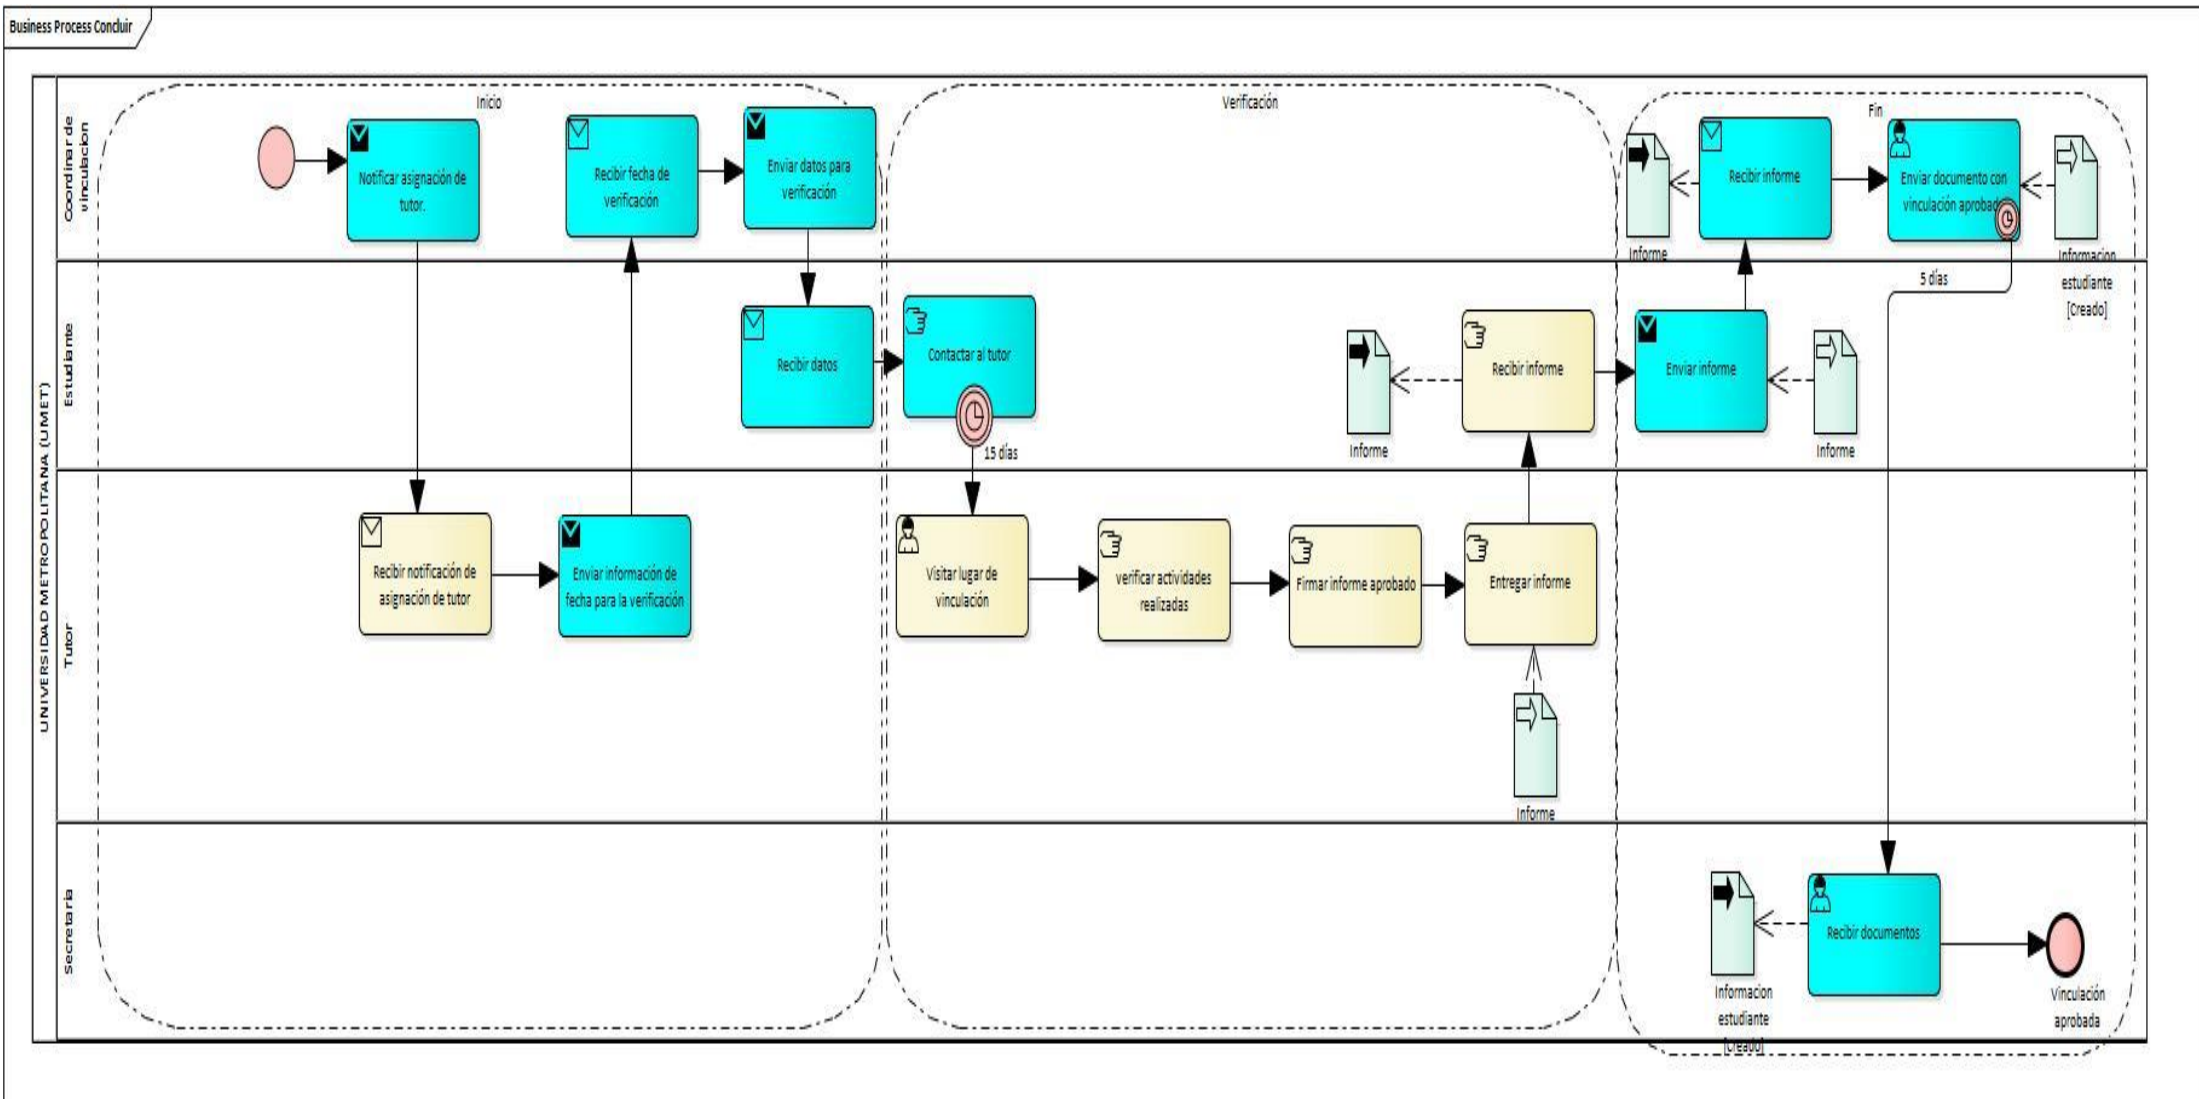 Business Process Concluir
UNIVERSIDAD METROPOLITANA (UMET)
Coordinar de
vinculacion
Estudiante
Tutor
Secretaria
Inicio
Notificar asignación de
tutor.
Recibir fecha de
verificación
Enviar datos para
verificación
Recibir datos
Recibir notificación de
asignación de tutor
Enviar información de
fecha para la verificación
Verificación
Contactar al tutor
15 días
Visitar lugar de
vinculación
verificar actividades
realizadas
Firmar informe aprobado
Entregar informe
Informe
Recibir informe
Informe
Fin
Enviar informe
Informe
Recibir informe
Informe
Enviar documento con
vinculación aprobada
Informacion
estudiante
[Creado]
5 días
Recibir documentos
Informacion
estudiante
[Creado]
Vinculación
aprobada